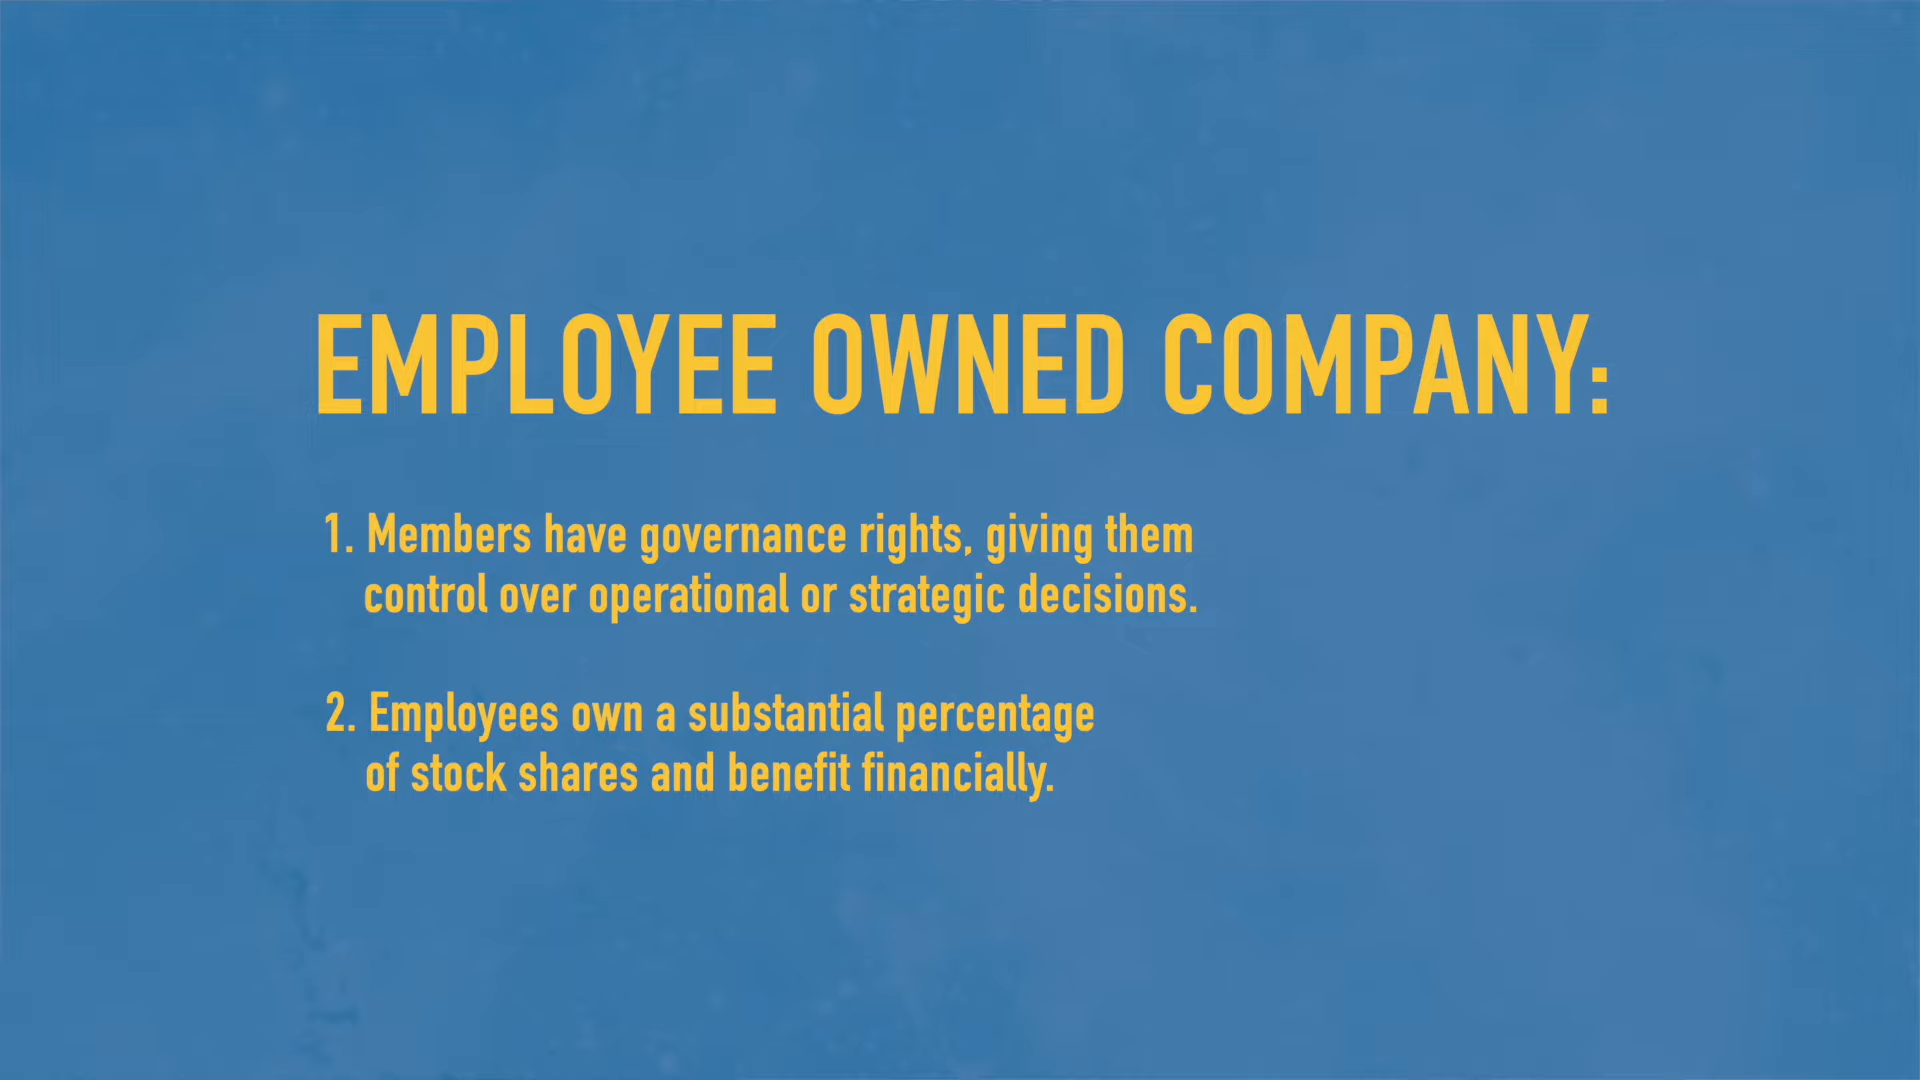 EMPLOYEE OWNED COMPANY:
1. Members have governance rights, giving them
control over operational or strategic decisions.
2. Employees own a substantial percentage
of stock shares and benefit financially.